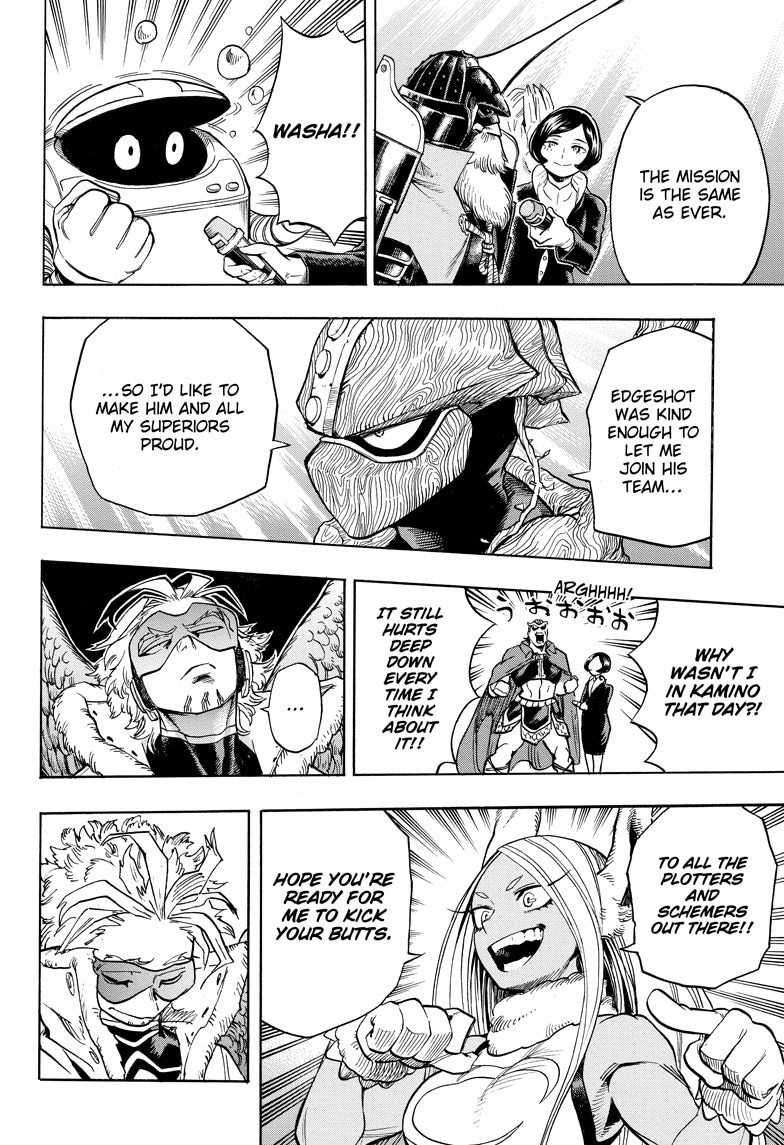 THE MISSION
IS THE SAME
AS EVER.
WASHA!!
EDGESHOT
WAS KIND
ENOUGH TO
LET ME
JOIN HIS
TEAM...
...SO I'D LIKE TO
MAKE HIM AND ALL
MY SUPERIORS
PROUD.
WHY
WASN'T I
IN KAMINO
THAT DAY?!
ARGHHHH!
うおおおお
IT STILL
HURTS
DEEP
DOWN
EVERY
TIME I
THINK
ABOUT
IT!!
...
TO ALL THE
PLOTTERS
AND
SCHEMERS
OUT THERE!!
HOPE YOU'RE
READY FOR
ME TO KICK
YOUR BUTTS.